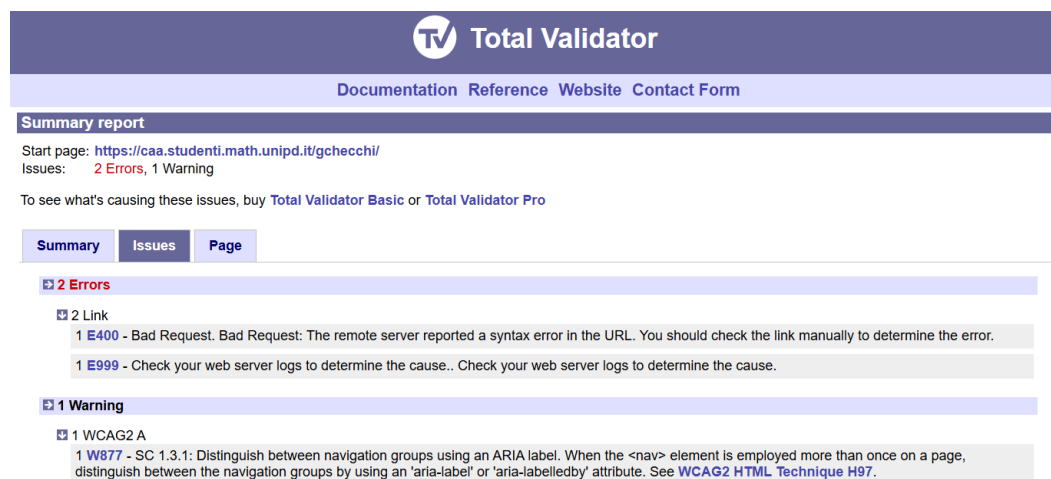 TV Total Validator
Documentation Reference Website Contact Form
Summary report
Start page: https://caa.studenti.math.unipd.it/gchecchi/
Issues: 2 Errors, 1 Warning
To see what's causing these issues, buy Total Validator Basic or Total Validator Pro
Summary Issues Page
2 Errors
2 Link
1 E400 - Bad Request. Bad Request: The remote server reported a syntax error in the URL. You should check the link manually to determine the error.
1 E999 - Check your web server logs to determine the cause.. Check your web server logs to determine the cause.
1 Warning
1 WCAG2 A
1 W877 - SC 1.3.1: Distinguish between navigation groups using an ARIA label. When the <nav> element is employed more than once on a page,
distinguish between the navigation groups by using an 'aria-label' or 'aria-labelledby' attribute. See WCAG2 HTML Technique H97.